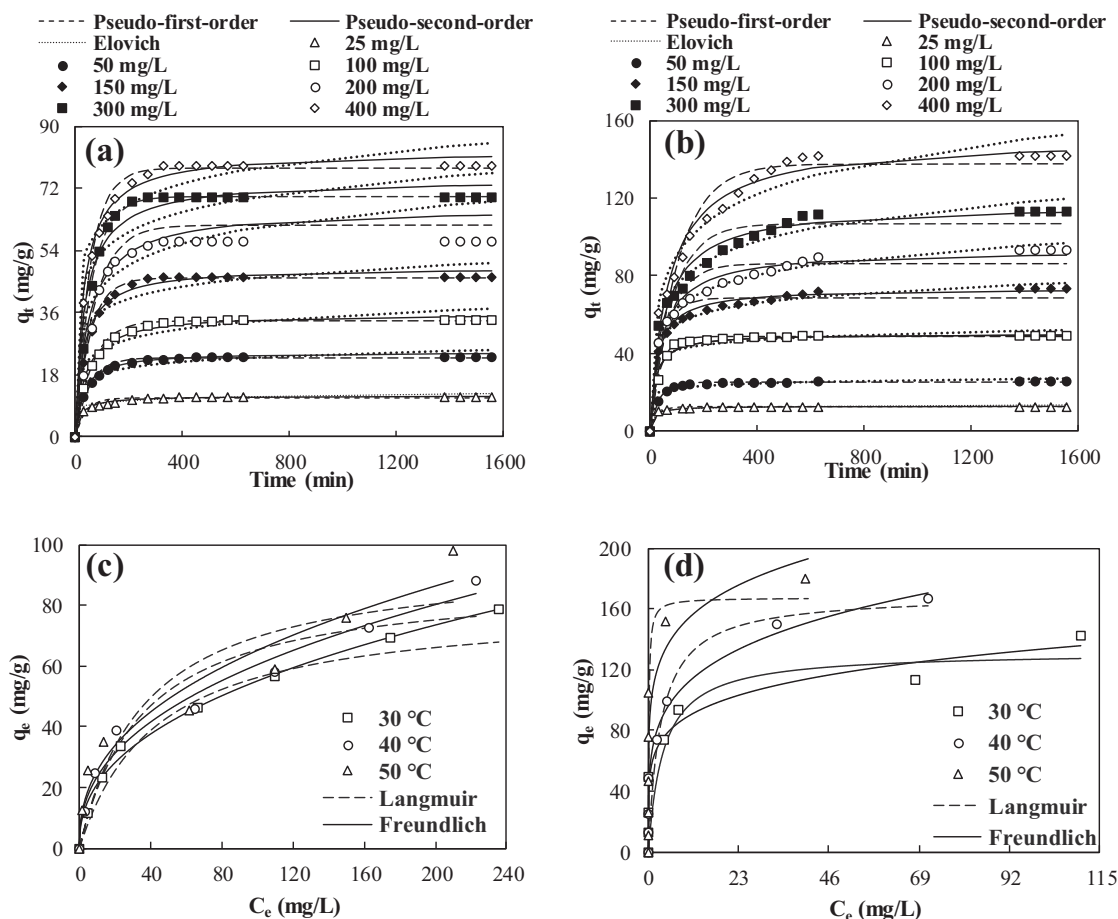 Pseudo-first-order Pseudo-second-order
Elovich 25 mg/L
50 mg/L 100 mg/L
150 mg/L 200 mg/L
300 mg/L 400 mg/L
(a)
90
72
54
36
18
0
qt (mg/g)
0 400 800 1200 1600
Time (min)
Pseudo-first-order Pseudo-second-order
Elovich 25 mg/L
50 mg/L 100 mg/L
150 mg/L 200 mg/L
300 mg/L 400 mg/L
(b)
160
120
80
40
0
qt (mg/g)
0 400 800 1200 1600
Time (min)
(c)
100
80
60
40
20
0
qe (mg/g)
30 °C
40 °C
50 °C
Langmuir
Freundlich
0 40 80 120 160 200 240
Ce (mg/L)
(d)
200
160
120
80
40
0
qe (mg/g)
30 °C
40 °C
50 °C
Langmuir
Freundlich
0 23 46 69 92 115
Ce (mg/L)